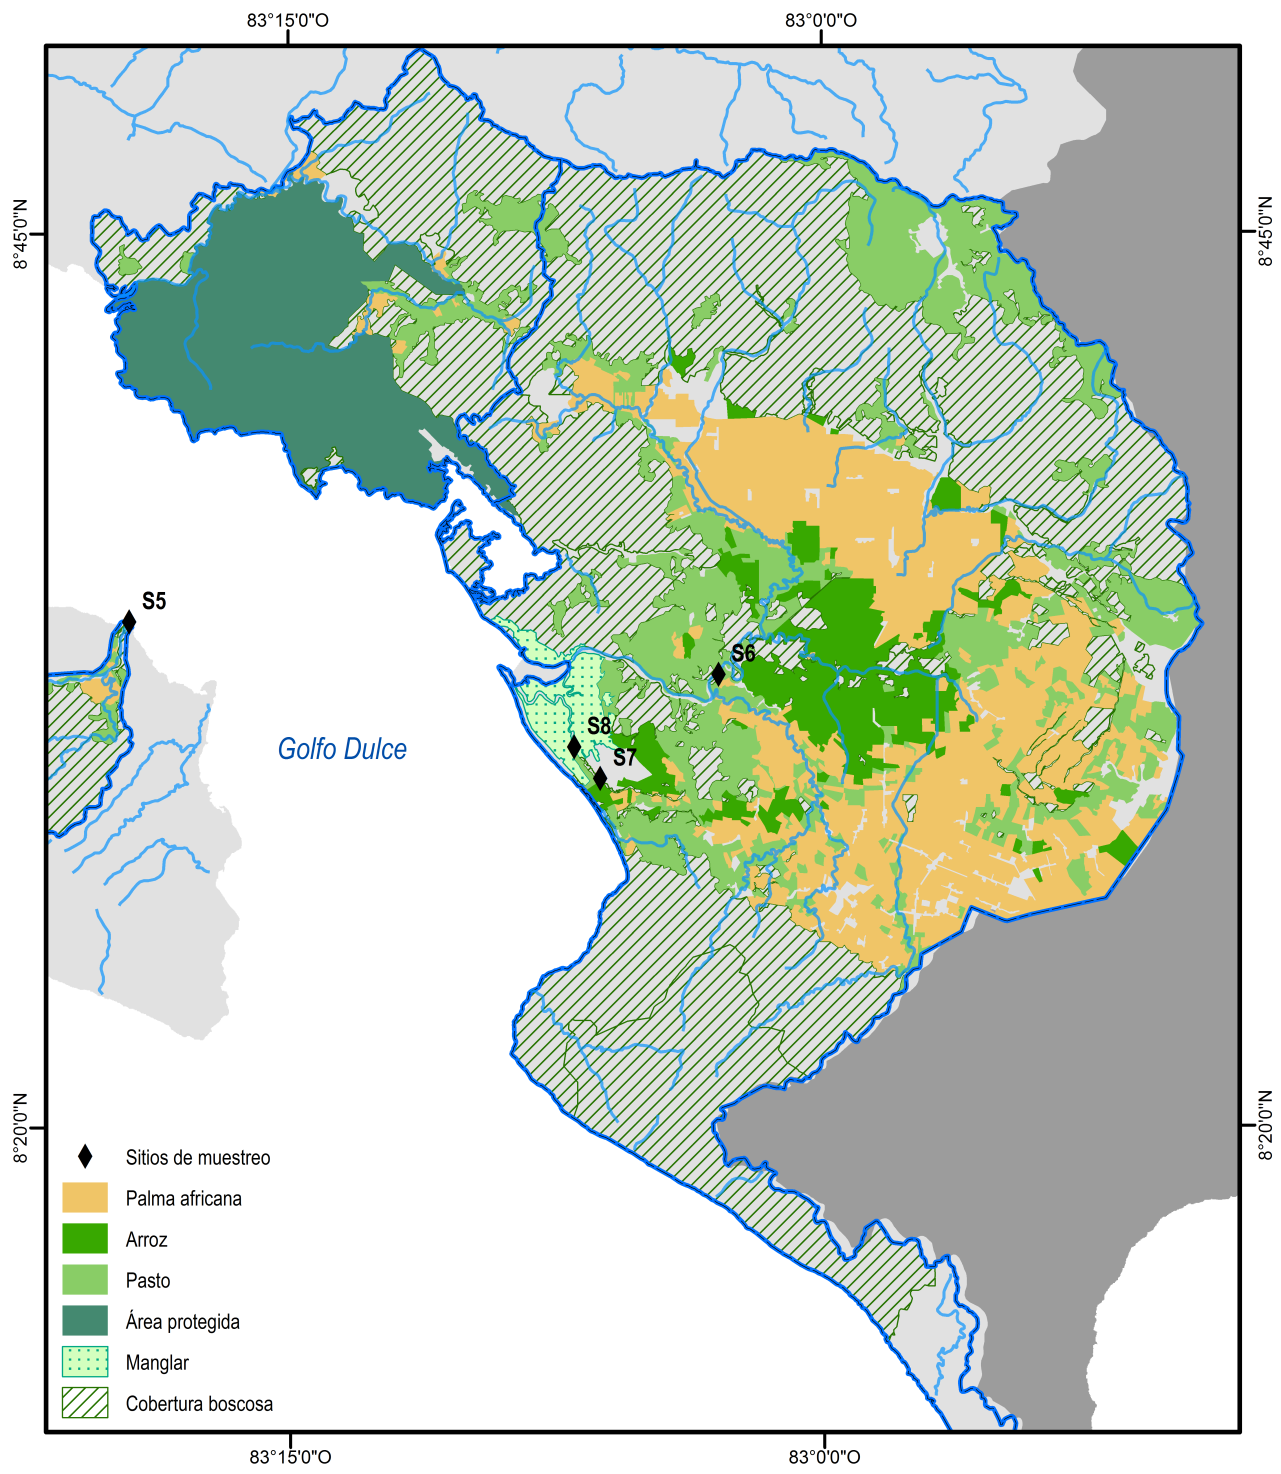 83°15'0"O
83°0'0"O
8°45'0"N
8°45'0"N
S5
S6
S8
S7
Golfo Dulce
8°20'0"N
8°20'0"N
Sitios de muestreo
Palma africana
Arroz
Pasto
Área protegida
Manglar
Cobertura boscosa
83°15'0"O
83°0'0"O